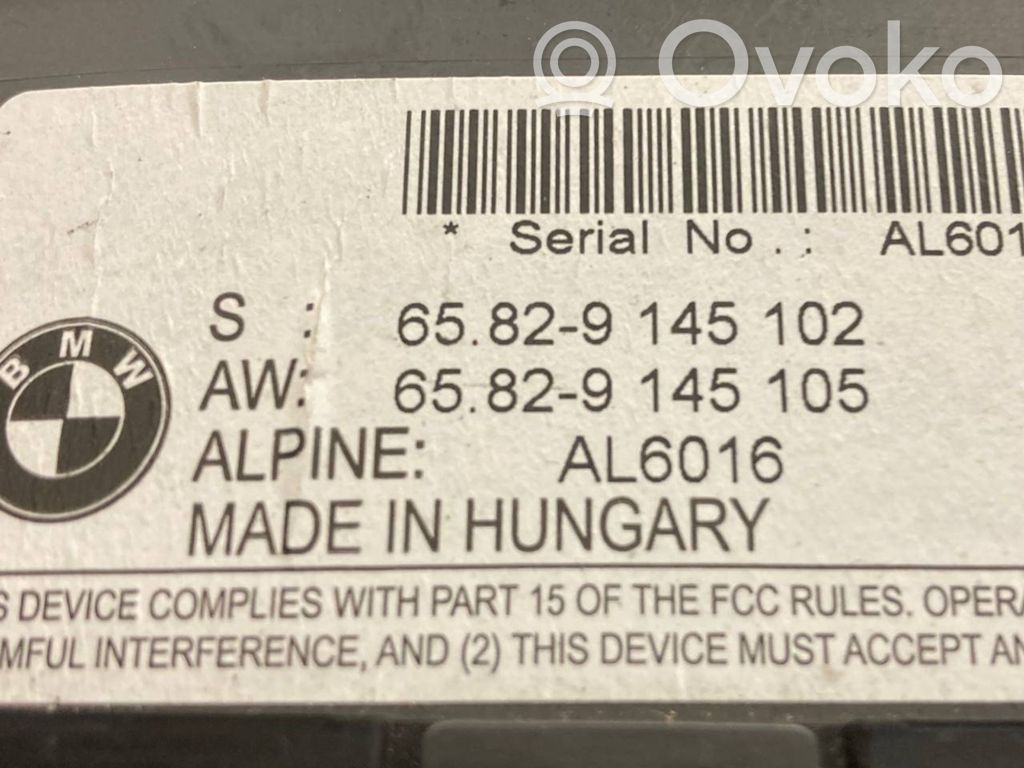 Ovoko
* Serial No.: AL601
S : 65.82-9 145 102
AW: 65.82-9 145 105
BMW
ALPINE: AL6016
MADE IN HUNGARY
S DEVICE COMPLIES WITH PART 15 OF THE FCC RULES. OPERA
MFUL INTERFERENCE, AND (2) THIS DEVICE MUST ACCEPT AN